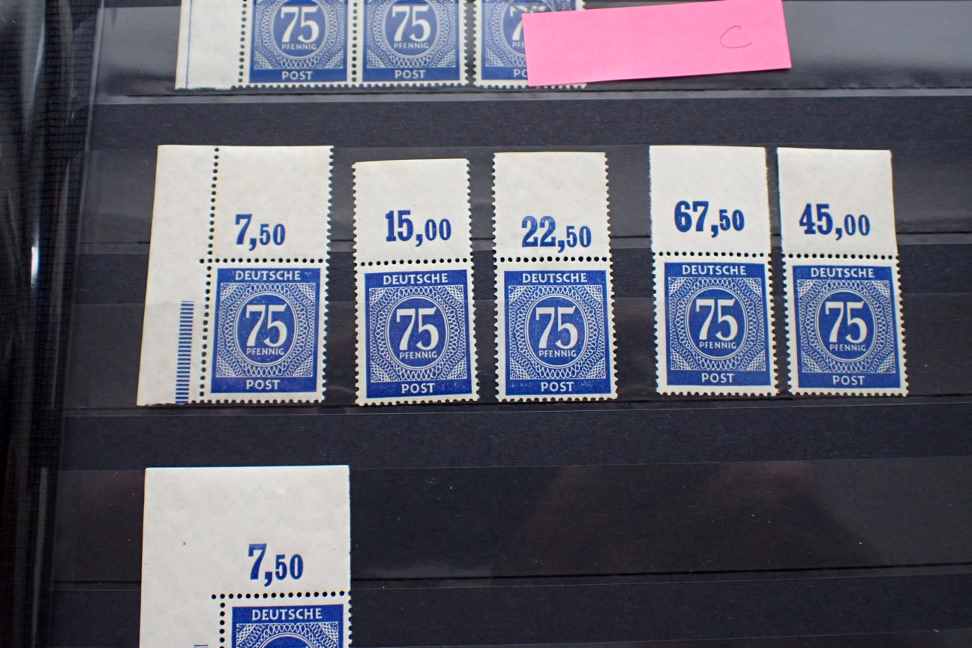 75 75 7
PFENNIG PFENNIG
POST POST POST
C
7,50 15,00 22,50 67,50 45,00
DEUTSCHE DEUTSCHE DEUTSCHE DEUTSCHE DEUTSCHE
75 75 75 75 75
PFENNIG PFENNIG PFENNIG PFENNIG PFENNIG
POST POST POST POST POST
7,50
DEUTSCHE